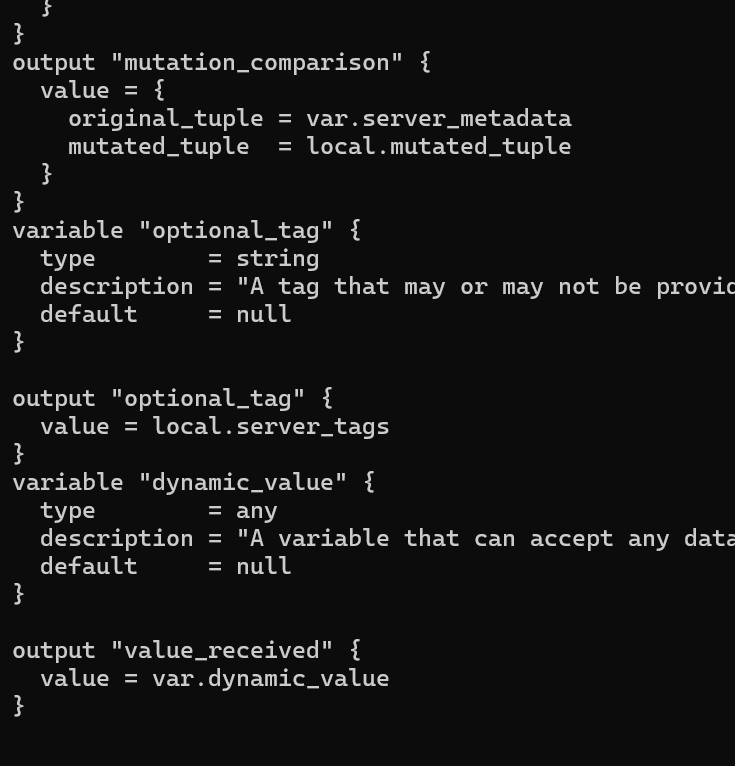 }
}
output "mutation_comparison" {
  value = {
    original_tuple = var.server_metadata
    mutated_tuple  = local.mutated_tuple
  }
}
variable "optional_tag" {
  type        = string
  description = "A tag that may or may not be provid
  default     = null
}

output "optional_tag" {
  value = local.server_tags
}
variable "dynamic_value" {
  type        = any
  description = "A variable that can accept any data
  default     = null
}

output "value_received" {
  value = var.dynamic_value
}